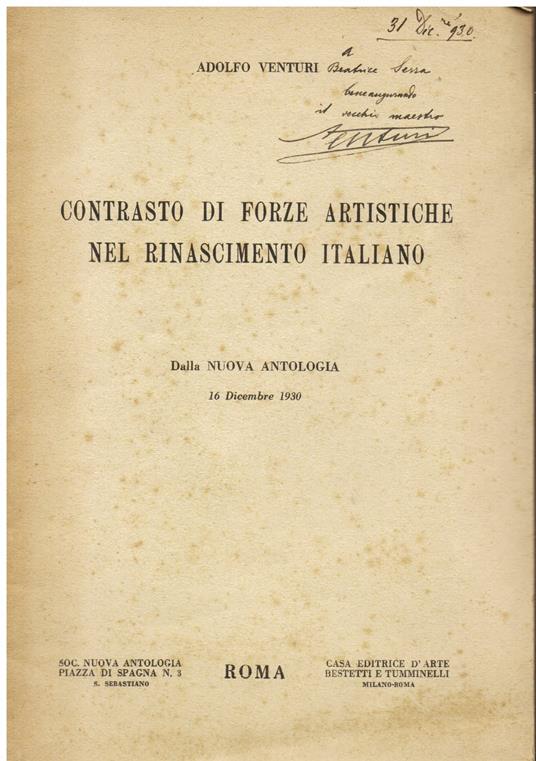 31 Dic.re 930.
a
ADOLFO VENTURI Beatrice Serra
beneaugurando
il vecchio maestro
AVenturi
CONTRASTO DI FORZE ARTISTICHE
NEL RINASCIMENTO ITALIANO
Dalla NUOVA ANTOLOGIA
16 Dicembre 1930
SOC. NUOVA ANTOLOGIA
PIAZZA DI SPAGNA N. 3
S. SEBASTIANO
ROMA
CASA EDITRICE D'ARTE
BESTETTI E TUMMINELLI
MILANO-ROMA